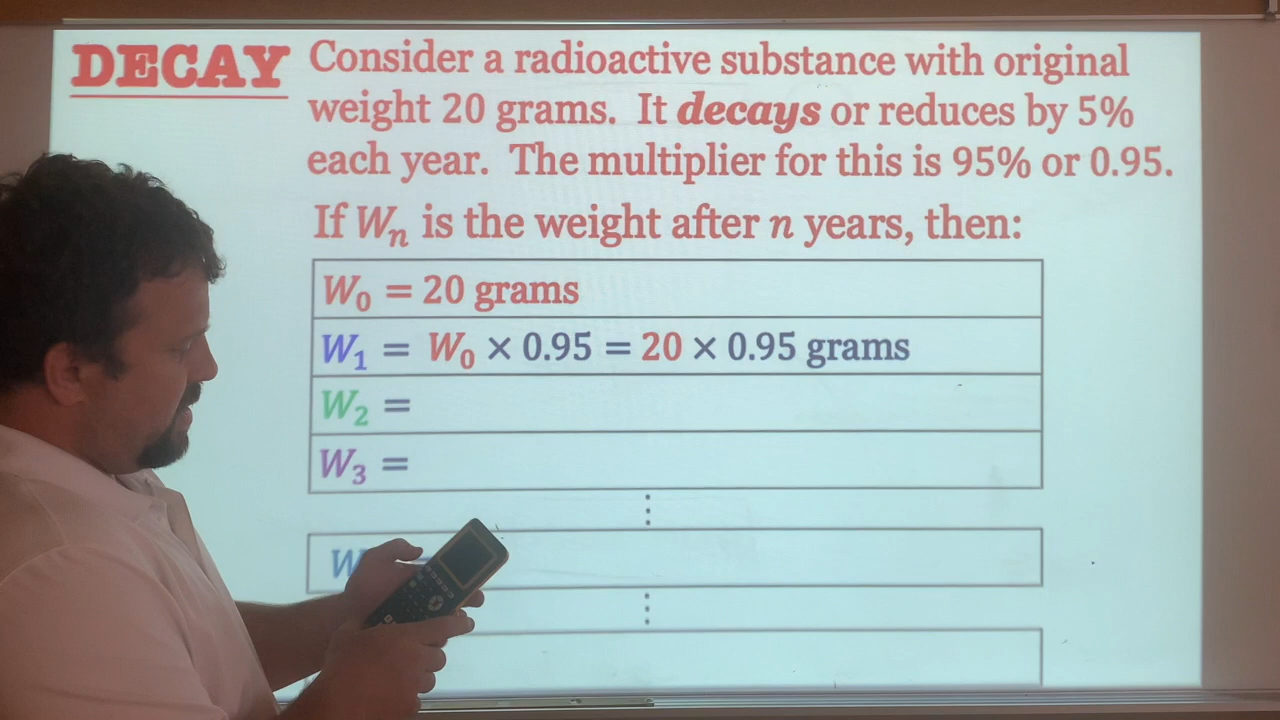 DECAY Consider a radioactive substance with original
weight 20 grams. It decays or reduces by 5%
each year. The multiplier for this is 95% or 0.95.
If Wₙ is the weight after n years, then:
W₀ = 20 grams
W₁ = W₀ × 0.95 = 20 × 0.95 grams
W₂ =
W₃ =
⋮
W
⋮